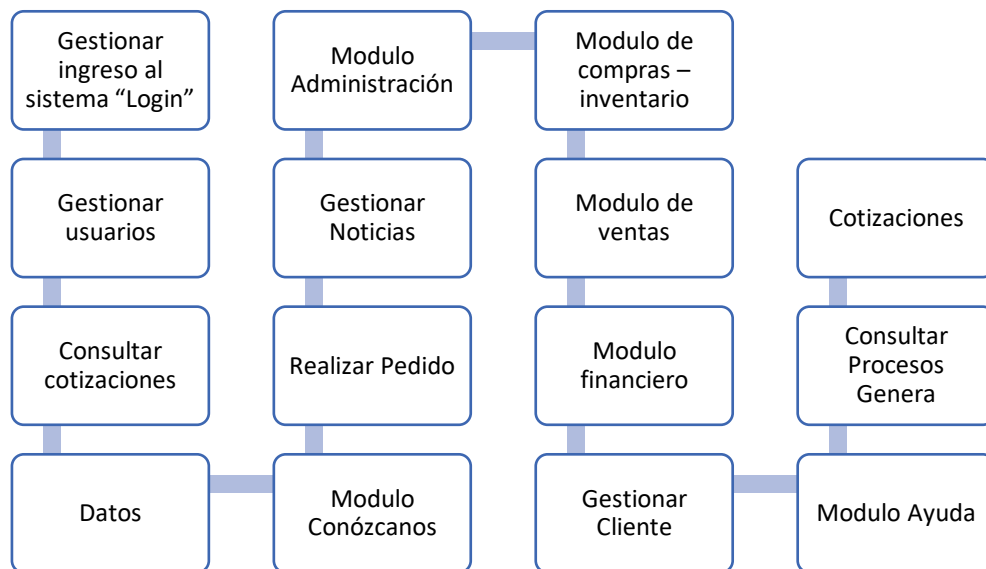 Gestionar
ingreso al
sistema “Login”
Gestionar
usuarios
Consultar
cotizaciones
Datos
Modulo
Conózcanos
Realizar Pedido
Gestionar
Noticias
Modulo
Administración
Modulo de
compras –
inventario
Modulo de
ventas
Modulo
financiero
Gestionar
Cliente
Modulo Ayuda
Consultar
Procesos
Genera
Cotizaciones